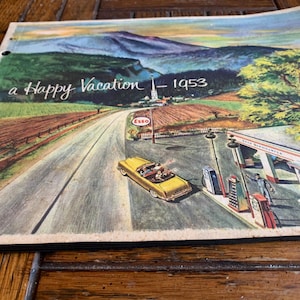 a Happy Vacation – 1953
ESSO